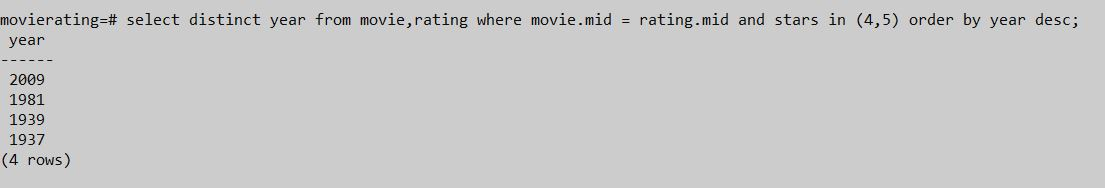 movierating=# select distinct year from movie,rating where movie.mid = rating.mid and stars in (4,5) order by year desc;
year
------
2009
1981
1939
1937
(4 rows)